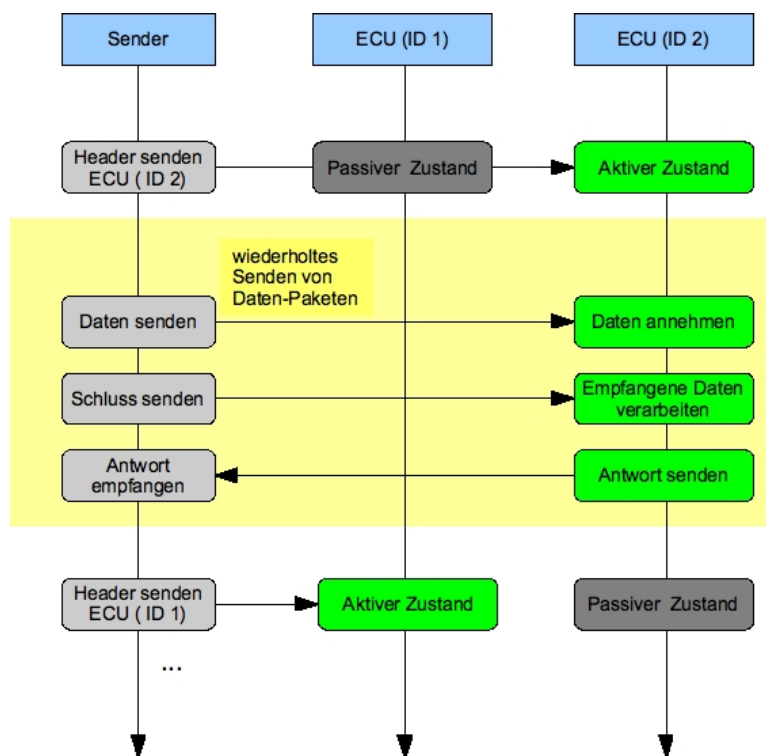 Sender
ECU (ID 1)
ECU (ID 2)
Header senden
ECU ( ID 2)
Passiver Zustand
Aktiver Zustand
wiederholtes
Senden von
Daten-Paketen
Daten senden
Daten annehmen
Schluss senden
Empfangene Daten
verarbeiten
Antwort
empfangen
Antwort senden
Header senden
ECU ( ID 1)
Aktiver Zustand
Passiver Zustand
...